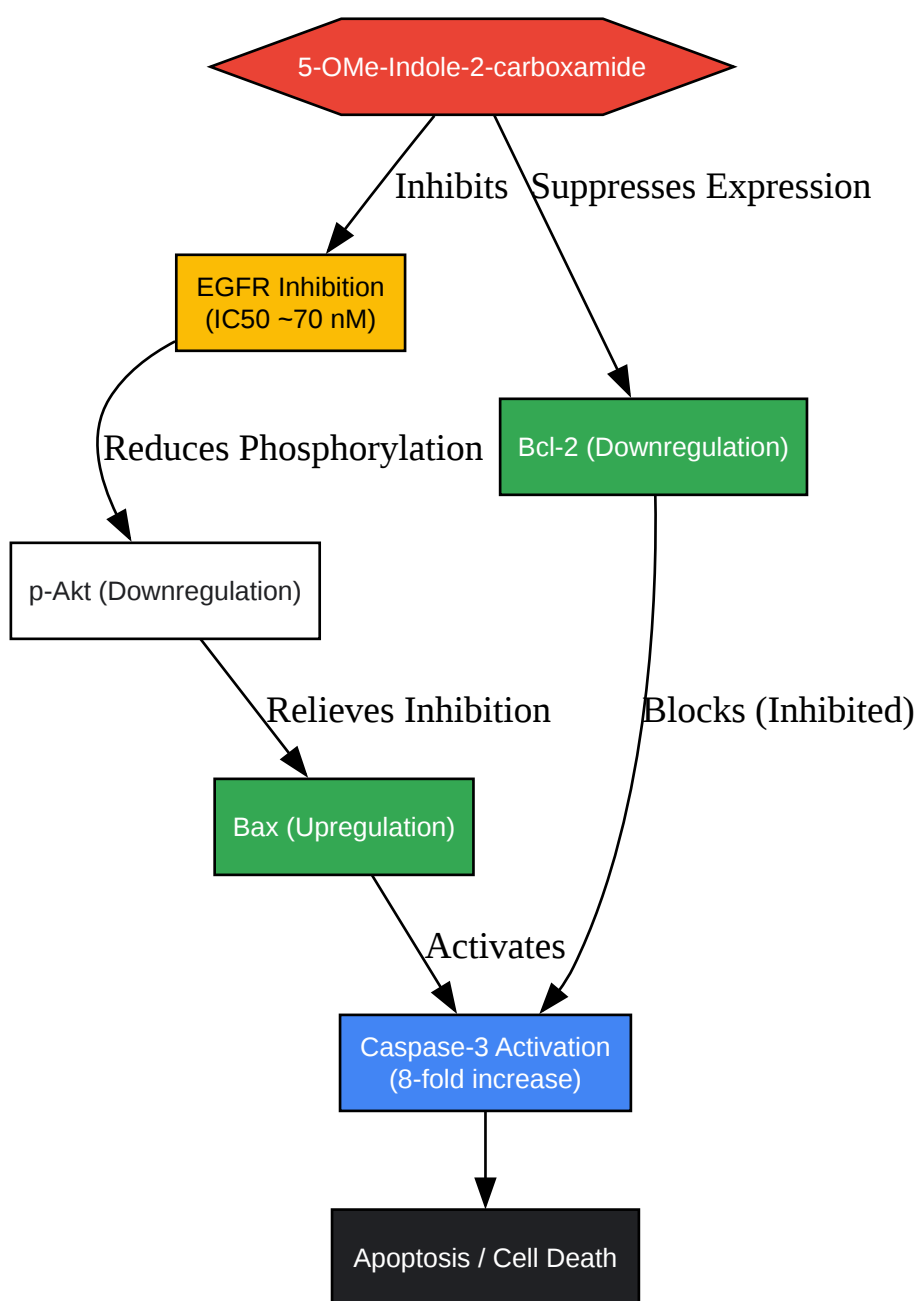 5-OMe-Indole-2-carboxamide
Inhibits
Suppresses Expression
EGFR Inhibition
(IC50 ~70 nM)
Reduces Phosphorylation
Bcl-2 (Downregulation)
p-Akt (Downregulation)
Relieves Inhibition
Blocks (Inhibited)
Bax (Upregulation)
Activates
Caspase-3 Activation
(8-fold increase)
Apoptosis / Cell Death